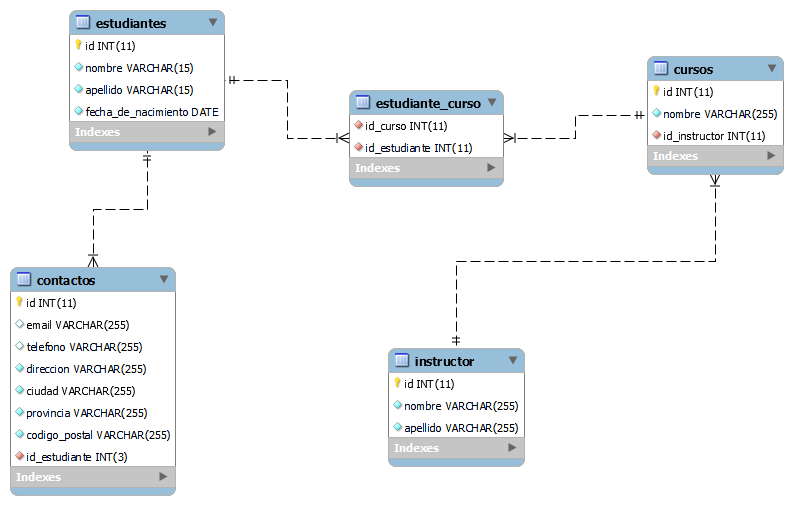 estudiantes
id INT(11)
nombre VARCHAR(15)
apellido VARCHAR(15)
fecha_de_nacimiento DATE
Indexes
estudiante_curso
id_curso INT(11)
id_estudiante INT(11)
Indexes
cursos
id INT(11)
nombre VARCHAR(255)
id_instructor INT(11)
Indexes
contactos
id INT(11)
email VARCHAR(255)
telefono VARCHAR(255)
direccion VARCHAR(255)
ciudad VARCHAR(255)
provincia VARCHAR(255)
codigo_postal VARCHAR(255)
id_estudiante INT(3)
Indexes
instructor
id INT(11)
nombre VARCHAR(255)
apellido VARCHAR(255)
Indexes